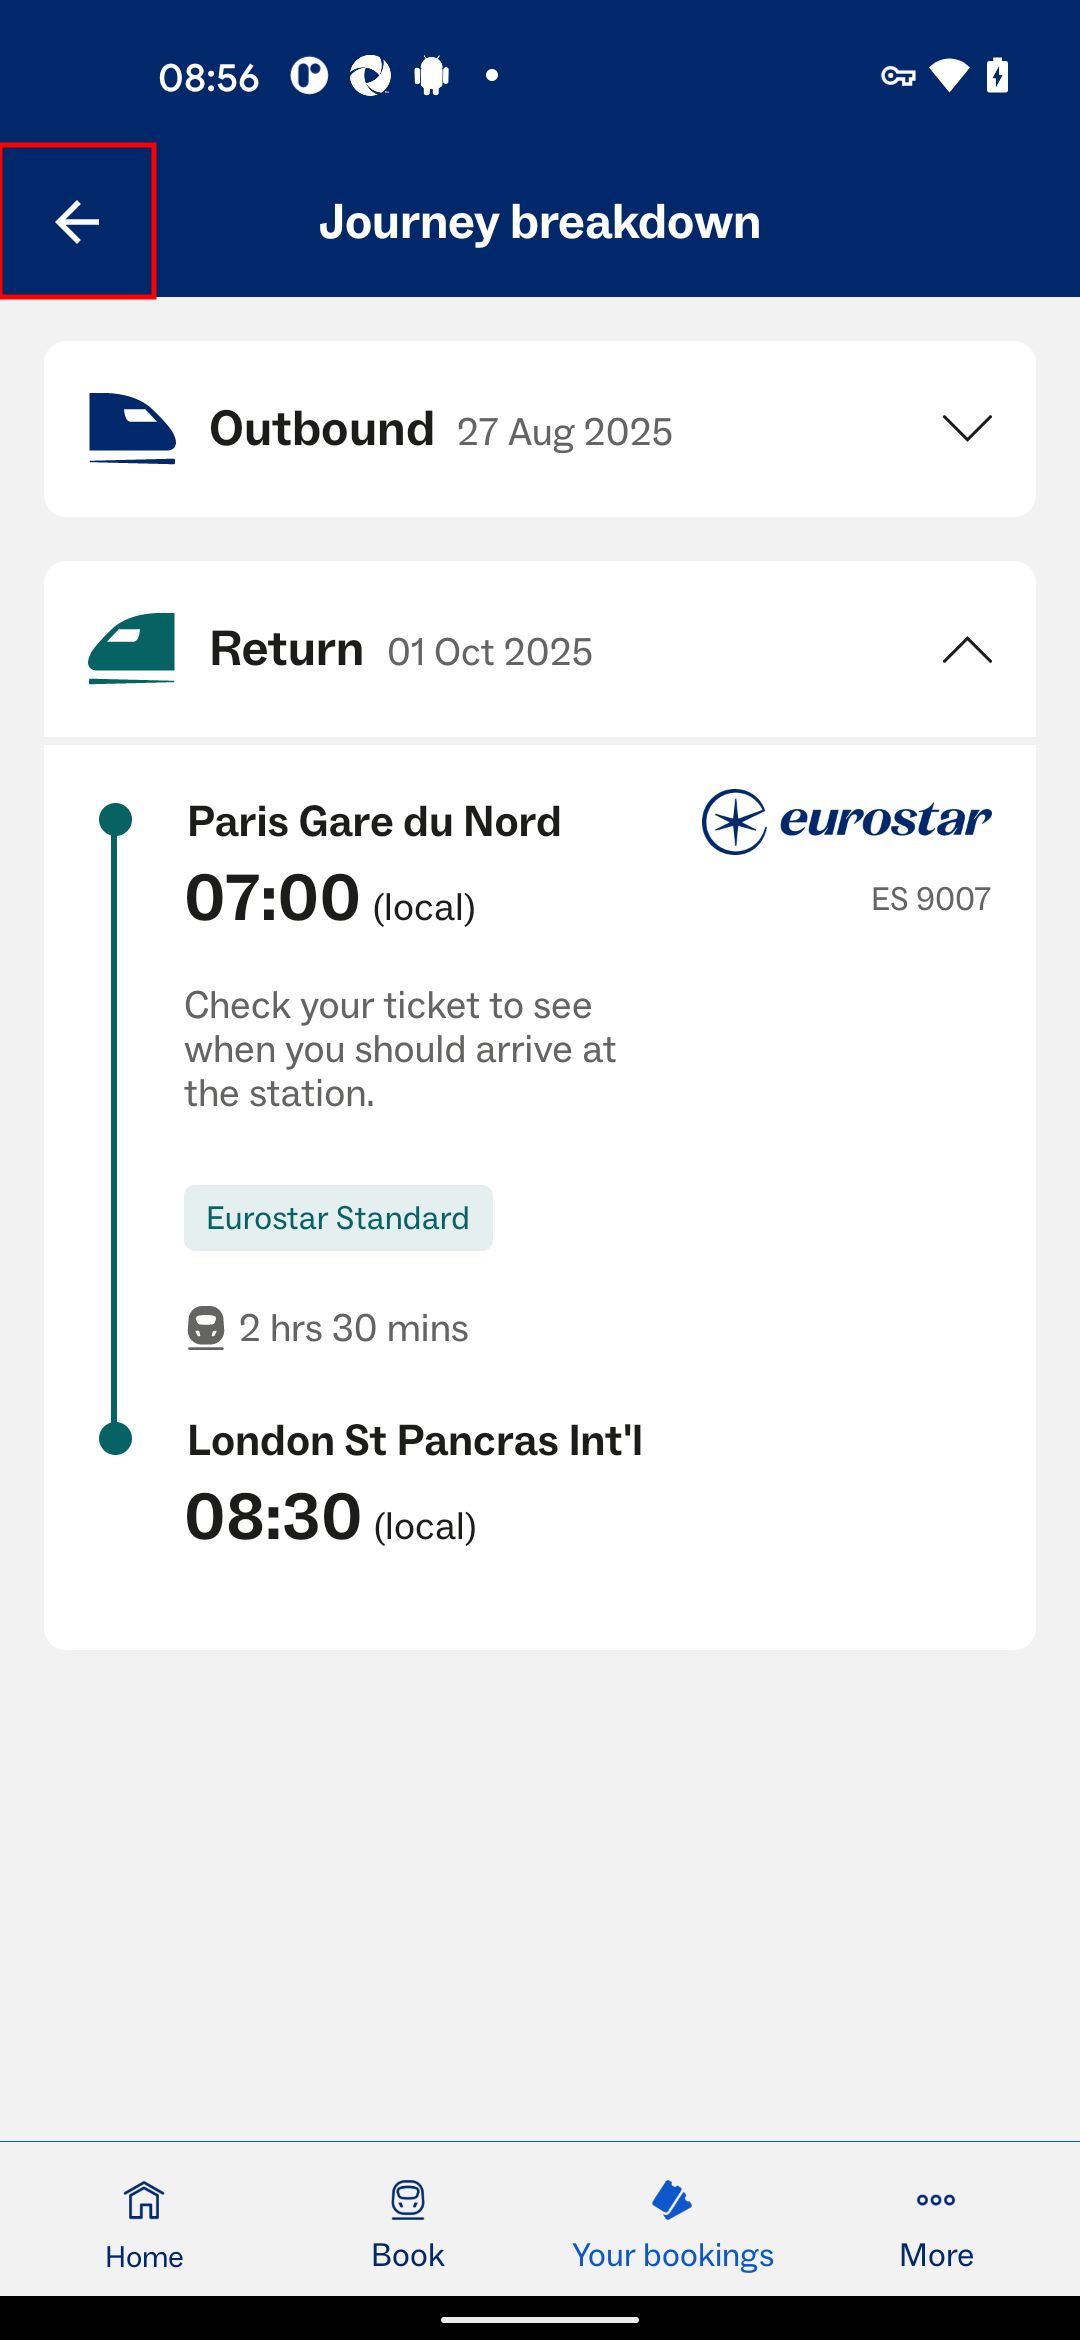 08:56
Journey breakdown
Outbound 27 Aug 2025
Return 01 Oct 2025
Paris Gare du Nord
eurostar
07:00 (local)
ES 9007
Check your ticket to see
when you should arrive at
the station.
Eurostar Standard
2 hrs 30 mins
London St Pancras Int'l
08:30 (local)
Home
Book
Your bookings
More